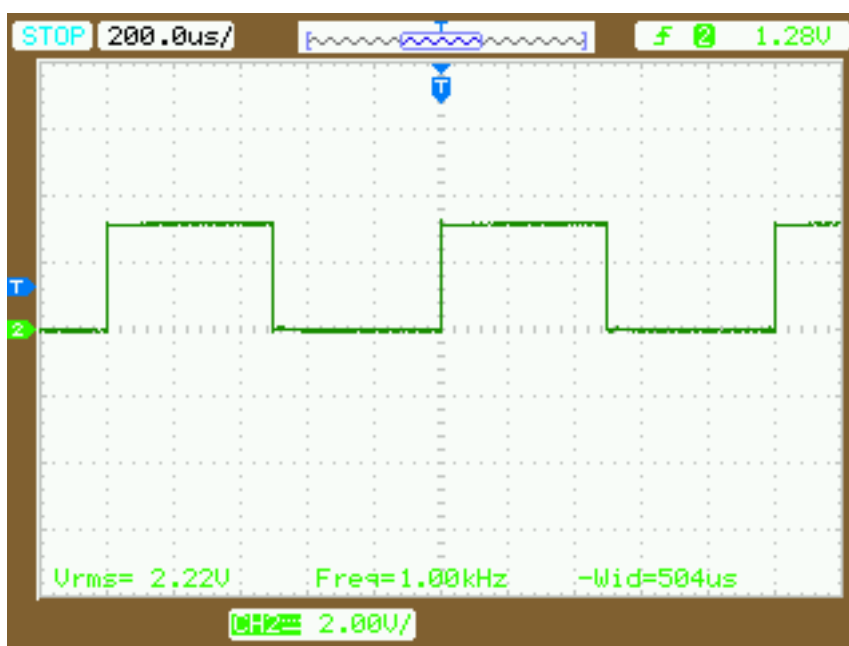 STOP 200.0us/ T 2 1.28V
T
T
2
Vrms= 2.22V Freq=1.00kHz -Wid=504us
CH2 2.00V/